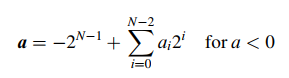 a = −2^{N−1} + \sum_{i=0}^{N−2} a_i 2^i for a < 0